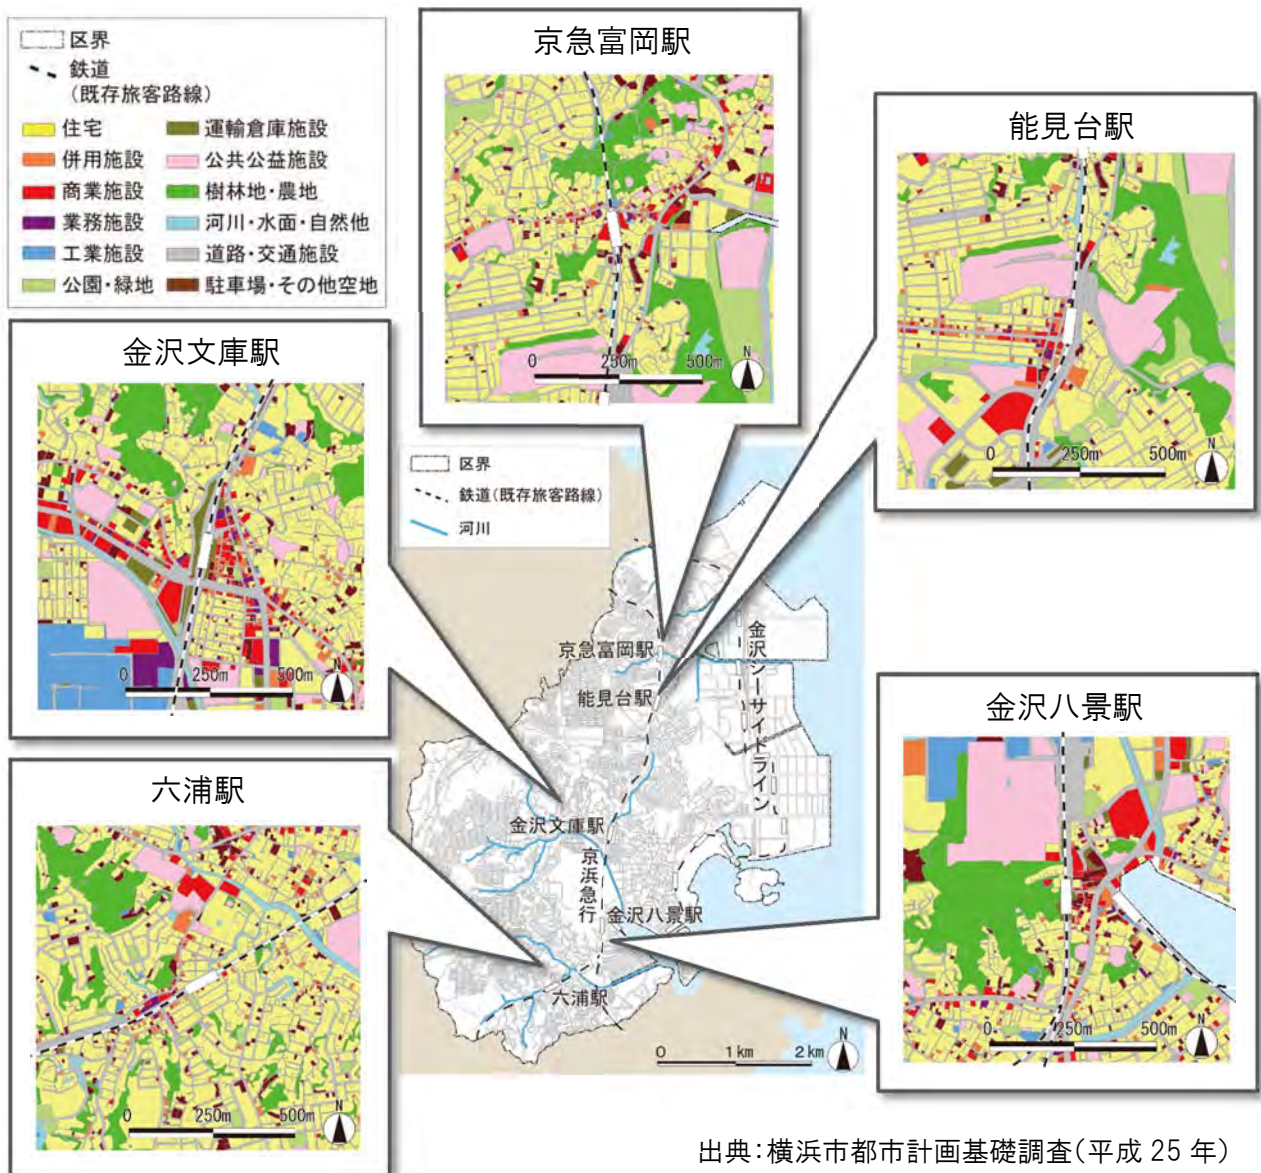 区界
鉄道
(既存旅客路線)
住宅
併用施設
商業施設
業務施設
工業施設
公園・緑地
運輸倉庫施設
公共公益施設
樹林地・農地
河川・水面・自然他
道路・交通施設
駐車場・その他空地
京急富岡駅
0 250m 500m
N
能見台駅
0 250m 500m
N
金沢文庫駅
0 250m 500m
N
区界
鉄道(既存旅客路線)
河川
京急富岡駅
能見台駅
金沢シーサイドライン
金沢文庫駅
京浜急行
金沢八景駅
六浦駅
0 1km 2km
N
六浦駅
0 250m 500m
N
金沢八景駅
0 250m 500m
N
出典:横浜市都市計画基礎調査(平成 25 年)